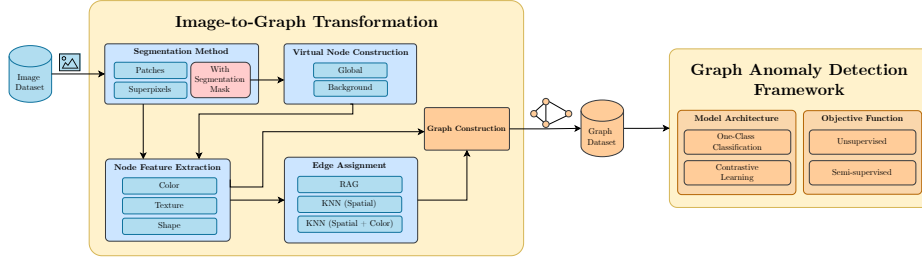 Image-to-Graph Transformation
Image
Dataset
Segmentation Method
Patches
Superpixels
With
Segmentation
Mask
Virtual Node Construction
Global
Background
Node Feature Extraction
Color
Texture
Shape
Edge Assignment
RAG
KNN (Spatial)
KNN (Spatial + Color)
Graph Construction
Graph
Dataset
Graph Anomaly Detection
Framework
Model Architecture
One-Class
Classification
Contrastive
Learning
Objective Function
Unsupervised
Semi-supervised